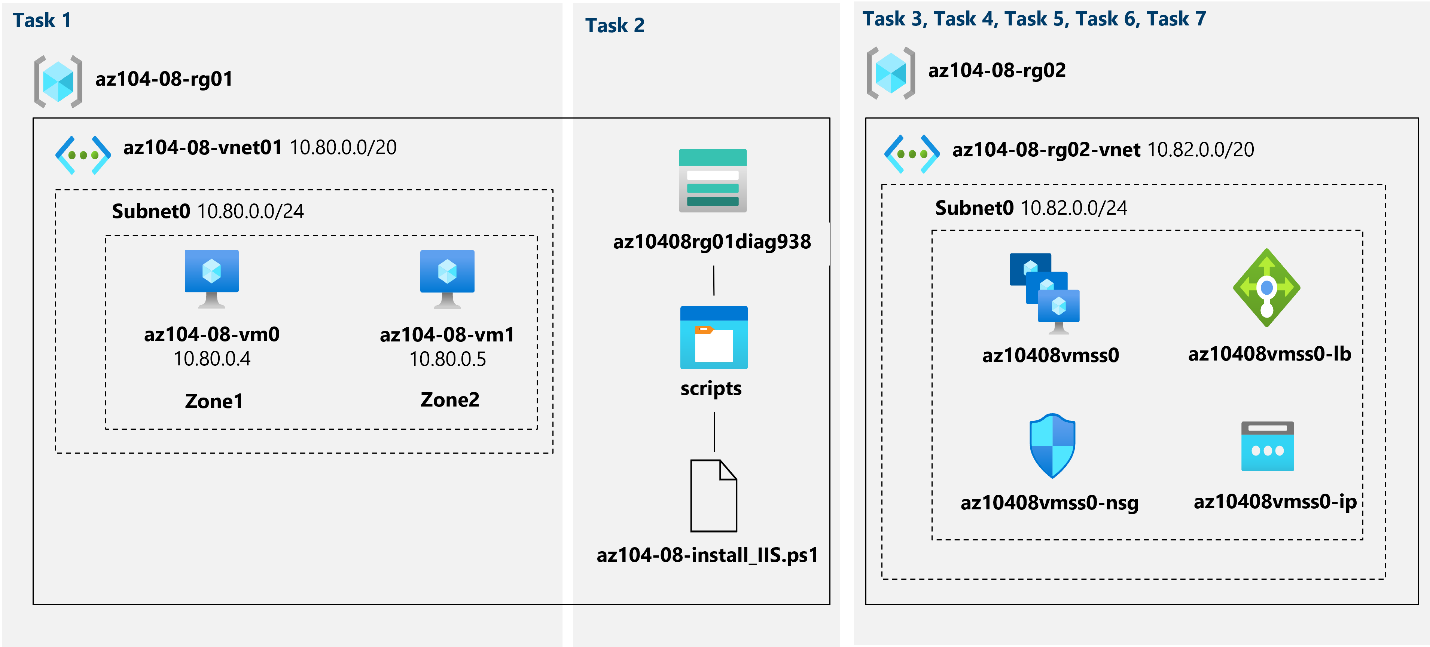 Task 1
az104-08-rg01
az104-08-vnet01 10.80.0.0/20
Subnet0 10.80.0.0/24
az104-08-vm0
10.80.0.4
Zone1
az104-08-vm1
10.80.0.5
Zone2
Task 2
az10408rg01diag938
scripts
az104-08-install_IIS.ps1
Task 3, Task 4, Task 5, Task 6, Task 7
az104-08-rg02
az104-08-rg02-vnet 10.82.0.0/20
Subnet0 10.82.0.0/24
az10408vmss0
az10408vmss0-lb
az10408vmss0-nsg
az10408vmss0-ip